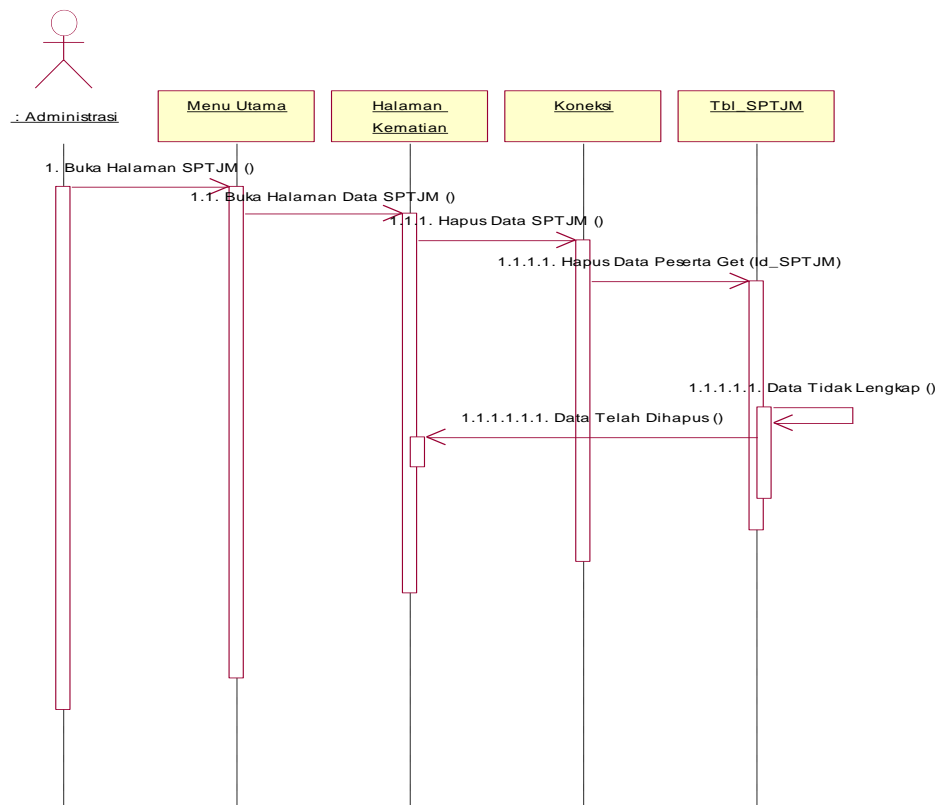 : Administrasi
Menu Utama
Halaman
Kematian
Koneksi
Tbl_SPTJM
1. Buka Halaman SPTJM ()
1.1. Buka Halaman Data SPTJM ()
1.1.1. Hapus Data SPTJM ()
1.1.1.1. Hapus Data Peserta Get (Id_SPTJM)
1.1.1.1.1. Data Tidak Lengkap ()
1.1.1.1.1.1. Data Telah Dihapus ()